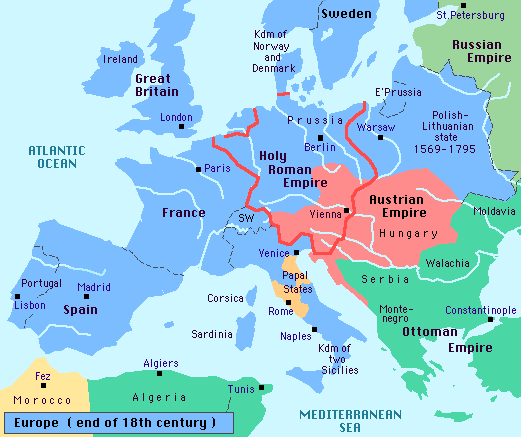 Sweden
St.Petersburg
Kdm of
Norway
and
Denmark
Russian
Empire
Ireland
Great
Britain
E'Prussia
London
Prussia
Polish-
Lithuanian
state
1569-1795
Warsaw
Berlin
ATLANTIC
OCEAN
Paris
Holy
Roman
Empire
Austrian
Empire
France
SW
Vienna
Moldavia
Hungary
Venice
Walachia
Portugal
Madrid
Papal
States
Serbia
Lisbon
Spain
Corsica
Rome
Monte-
negro
Constantinople
Sardinia
Naples
Ottoman
Empire
Kdm of
two
Sicilies
Algiers
Fez
Tunis
Morocco
Algeria
MEDITERRANEAN
SEA
Europe ( end of 18th century )